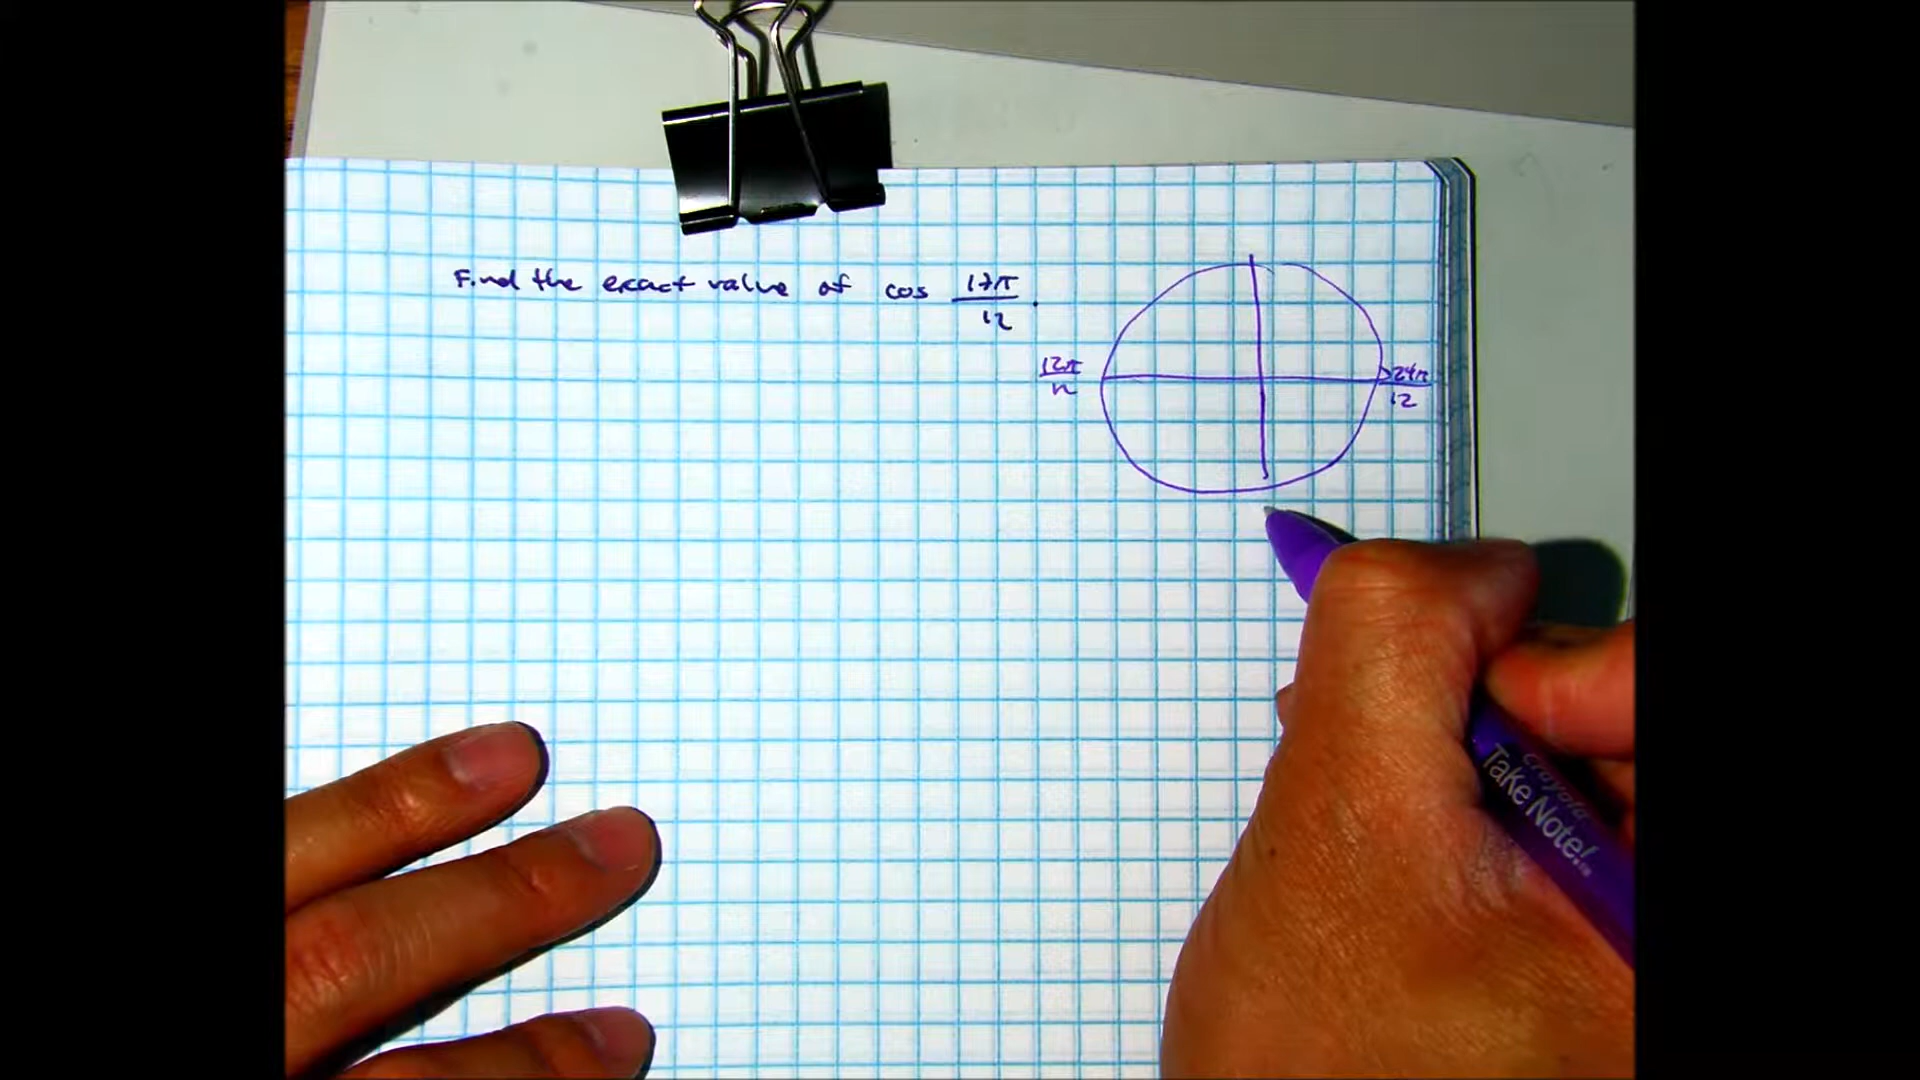 Find the exact value of cos 17π/12.
12π/12
24π/12
Crayola
Take Note!